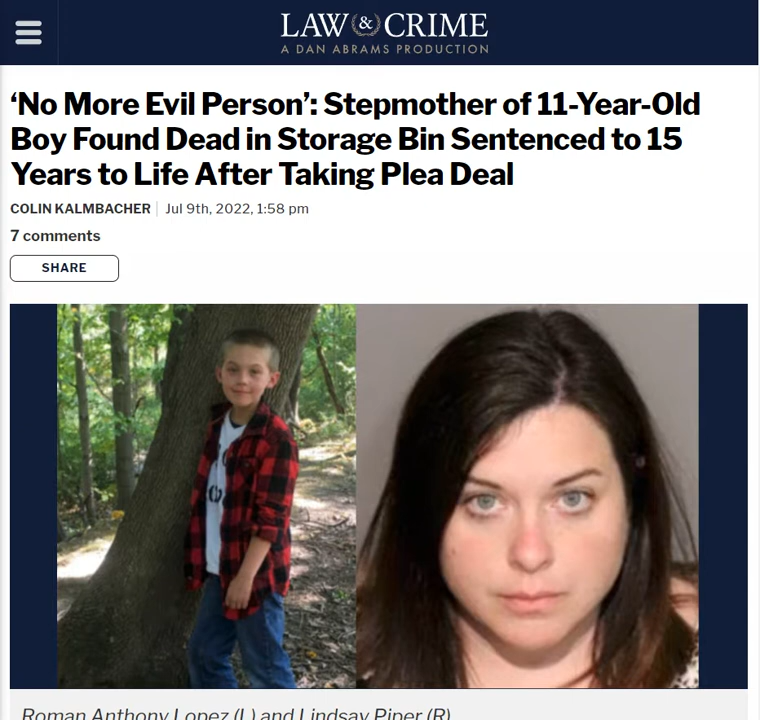 LAW & CRIME
A DAN ABRAMS PRODUCTION
‘No More Evil Person’: Stepmother of 11-Year-Old
Boy Found Dead in Storage Bin Sentenced to 15
Years to Life After Taking Plea Deal
COLIN KALMBACHER | Jul 9th, 2022, 1:58 pm
7 comments
SHARE
Roman Anthony Lopez (L) and Lindsay Piper (R)